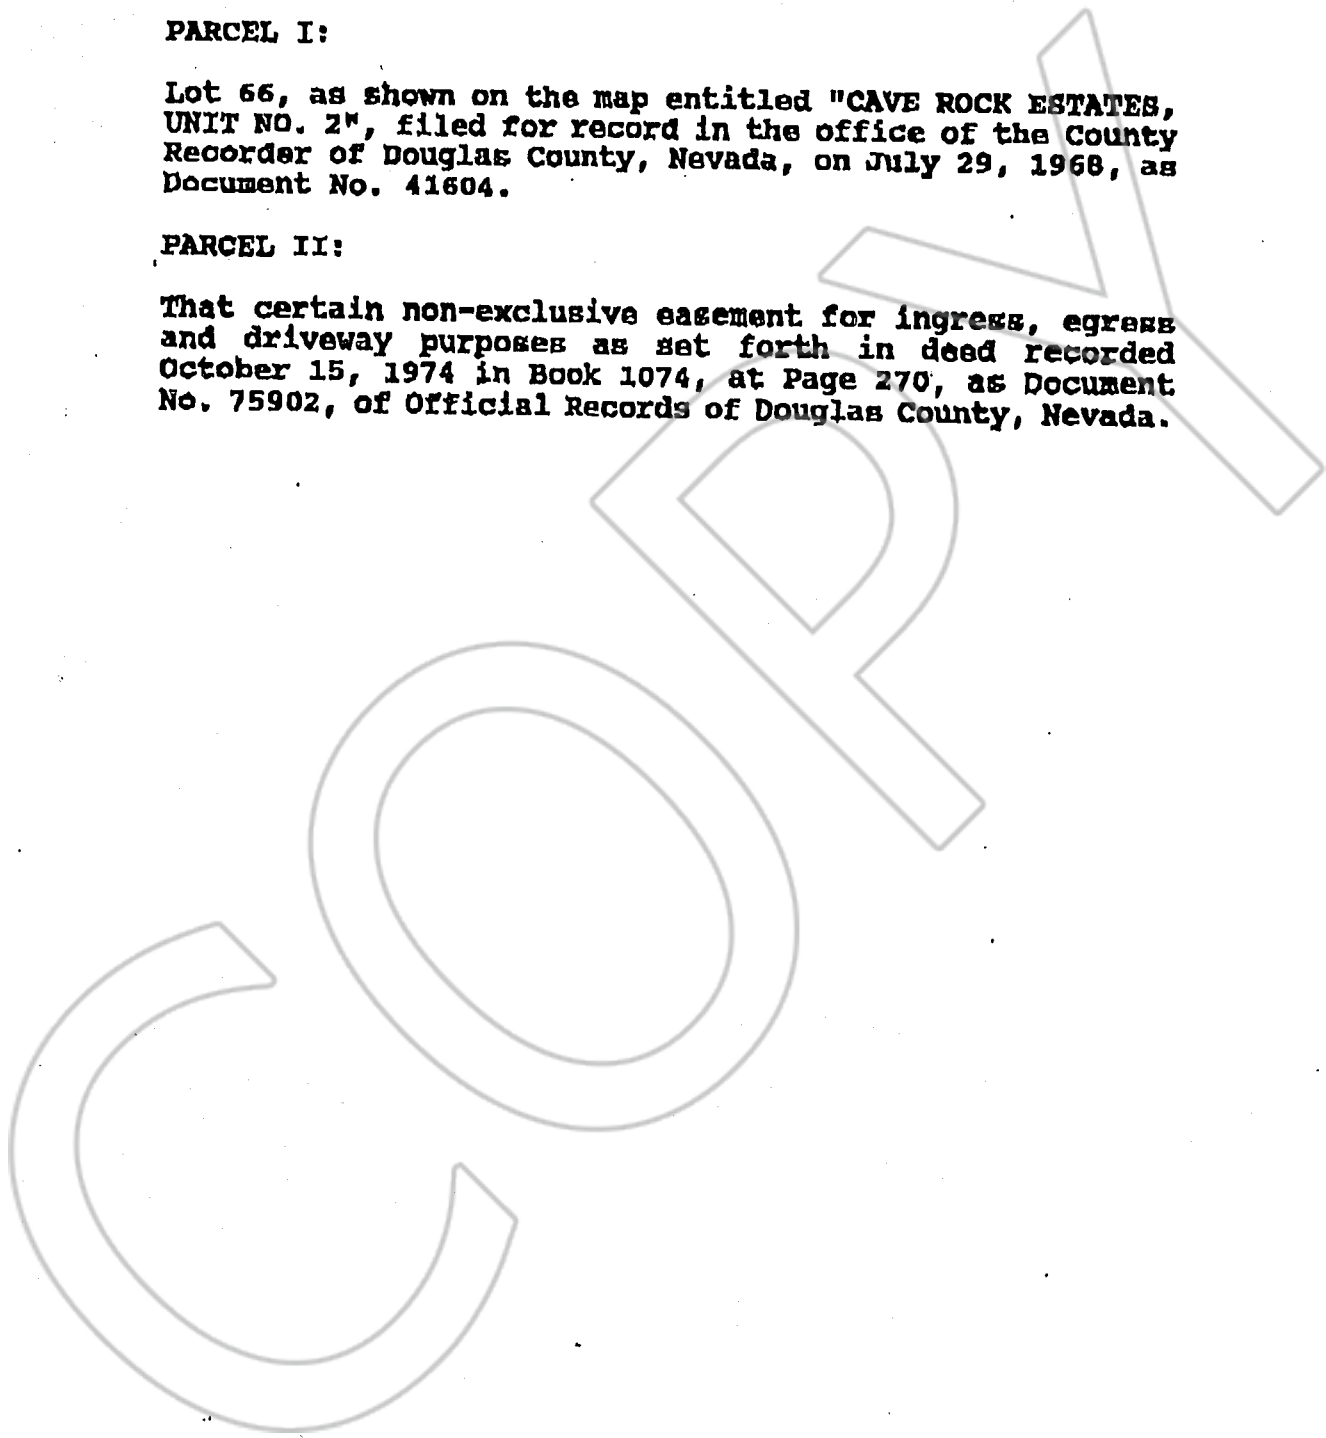 PARCEL I:
Lot 66, as shown on the map entitled "CAVE ROCK ESTATES,
UNIT NO. 2", filed for record in the office of the County
Recorder of Douglas County, Nevada, on July 29, 1968, as
Document No. 41604.
PARCEL II:
That certain non-exclusive easement for ingress, egress
and driveway purposes as set forth in deed recorded
October 15, 1974 in Book 1074, at Page 270, as Document
No. 75902, of Official Records of Douglas County, Nevada.
COPY